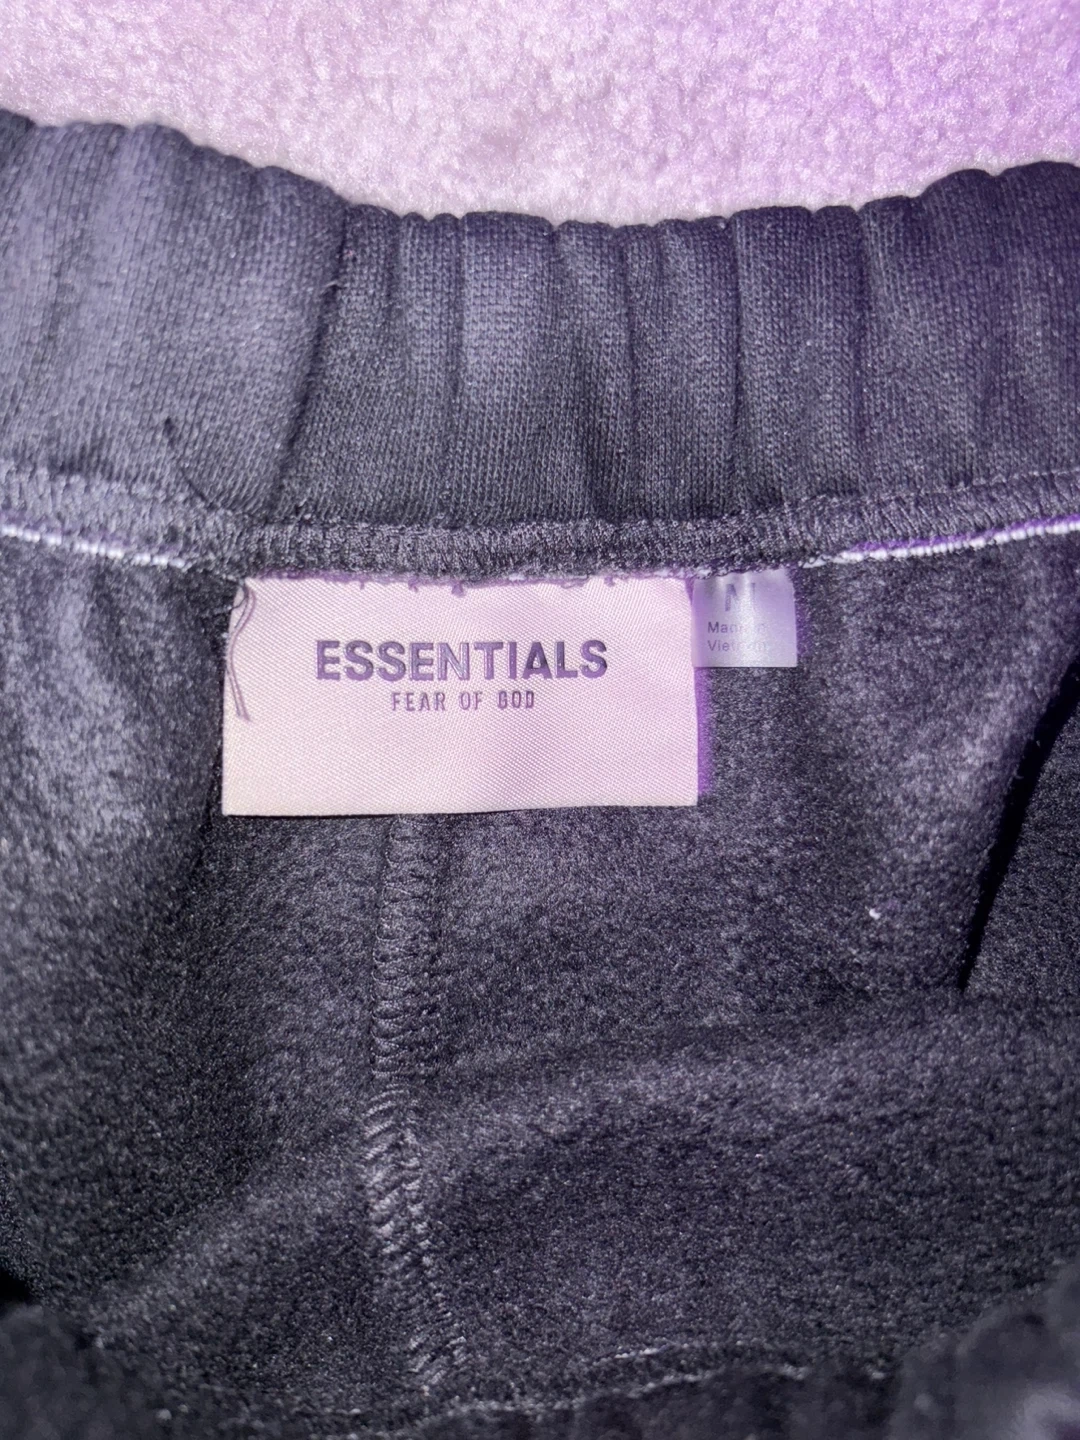 ESSENTIALS
FEAR OF GOD
M
Made in
Vietnam